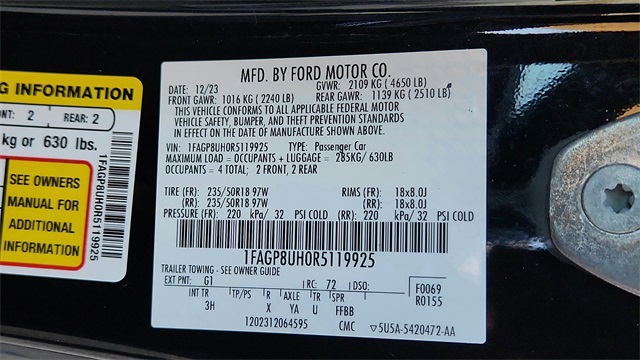 G INFORMATION
NT: 2 REAR: 2
kg or 630 lbs.
SEE OWNERS
MANUAL FOR
ADDITIONAL
INFORMATION
1FAGP8UH0R5119925
MFD. BY FORD MOTOR CO.
DATE: 12/23 GVWR: 2109 KG ( 4650 LB)
FRONT GAWR: 1016 KG ( 2240 LB) REAR GAWR: 1139 KG ( 2510 LB)
THIS VEHICLE CONFORMS TO ALL APPLICABLE FEDERAL MOTOR
VEHICLE SAFETY, BUMPER, AND THEFT PREVENTION STANDARDS
IN EFFECT ON THE DATE OF MANUFACTURE SHOWN ABOVE.
VIN: 1FAGP8UH0R5119925 TYPE: Passenger Car
MAXIMUM LOAD = OCCUPANTS + LUGGAGE = 285KG/ 630LB
OCCUPANTS = 4 TOTAL; 2 FRONT, 2 REAR
TIRE (FR): 235/50R18 97W RIMS (FR): 18x8.0J
(RR): 235/50R18 97W (RR): 18x8.0J
PRESSURE (FR): 220 kPa/ 32 PSI COLD (RR): 220 kPa/ 32 PSI COLD
1FAGP8UH0R5119925
TRAILER TOWING - SEE OWNER GUIDE
EXT PNT: G1 RC: 72 DSO: F0069
R0155
INT TR TP/PS R AXLE TR SPR
3H X YA U FFBB
1202312064595 CMC ▽5USA-5420472-AA